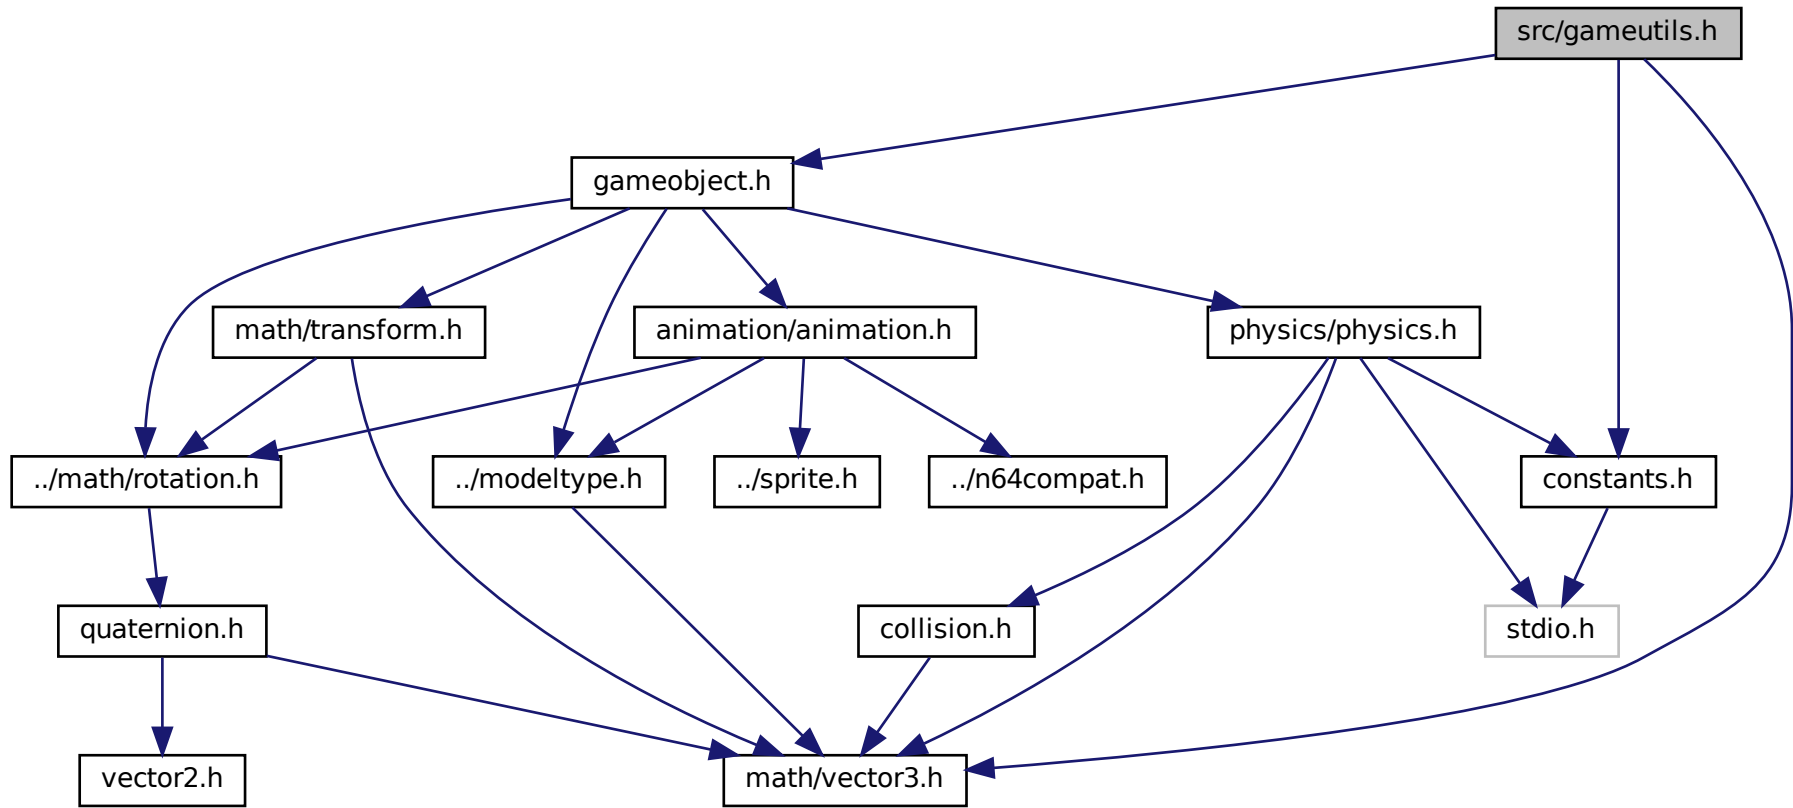 src/gameutils.h
gameobject.h
math/transform.h
animation/animation.h
physics/physics.h
../math/rotation.h
../modeltype.h
../sprite.h
../n64compat.h
constants.h
quaternion.h
collision.h
stdio.h
vector2.h
math/vector3.h